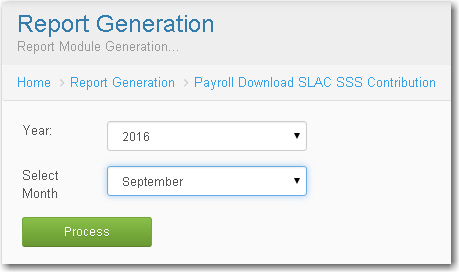 Report Generation
Report Module Generation...
Home > Report Generation > Payroll Download SLAC SSS Contribution
Year: 2016
Select Month September
Process